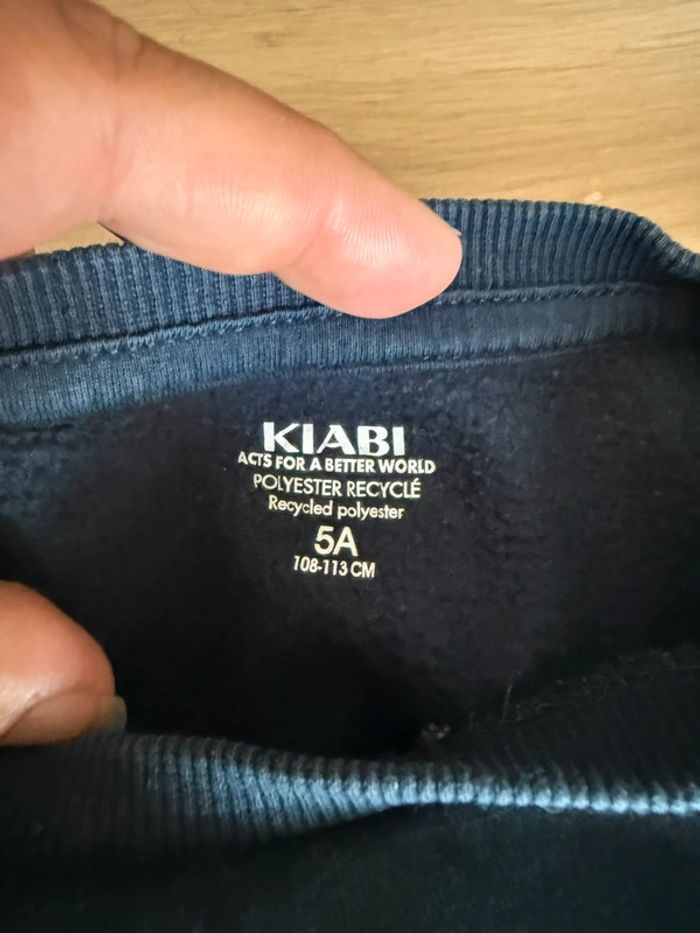 KIABI
ACTS FOR A BETTER WORLD
POLYESTER RECYCLÉ
Recycled polyester
5A
108-113 CM